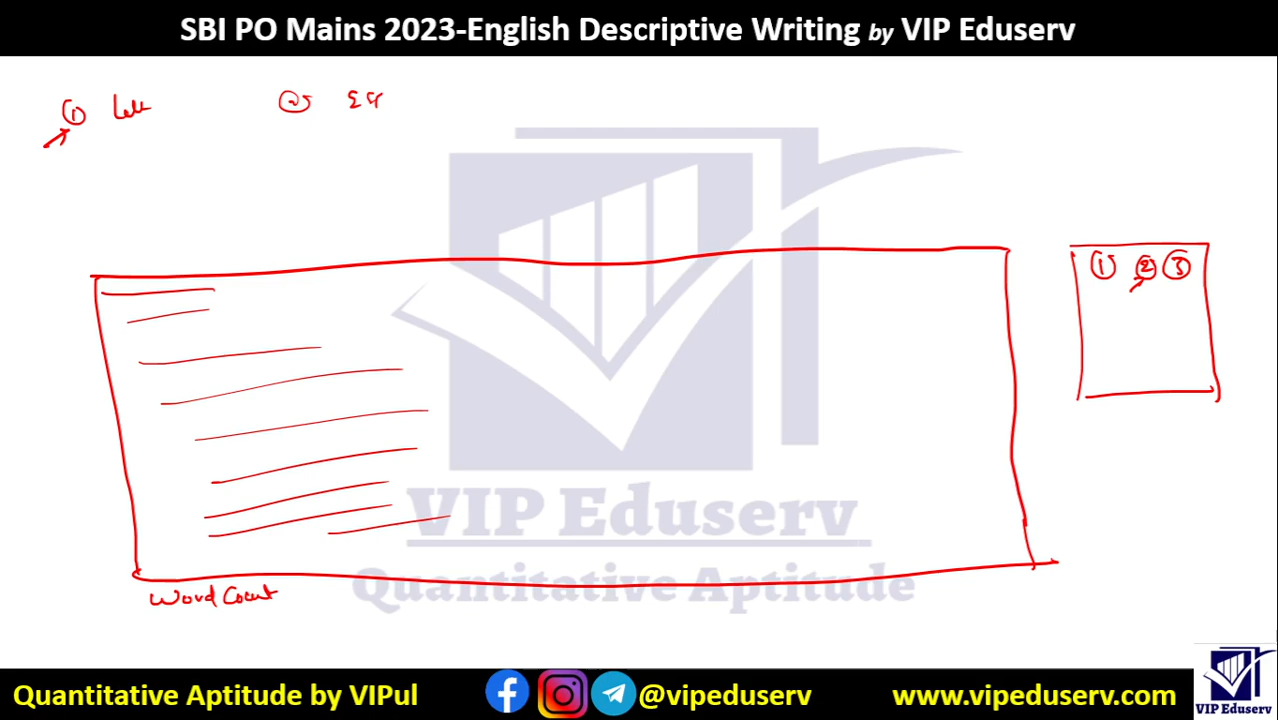 SBI PO Mains 2023-English Descriptive Writing by VIP Eduserv
①
② Es
① ② ③
VIP Eduserv
Quantitative Aptitude
Word Count
VIP Eduserv
Quantitative Aptitude by VIPul @vipeduserv www.vipeduserv.com